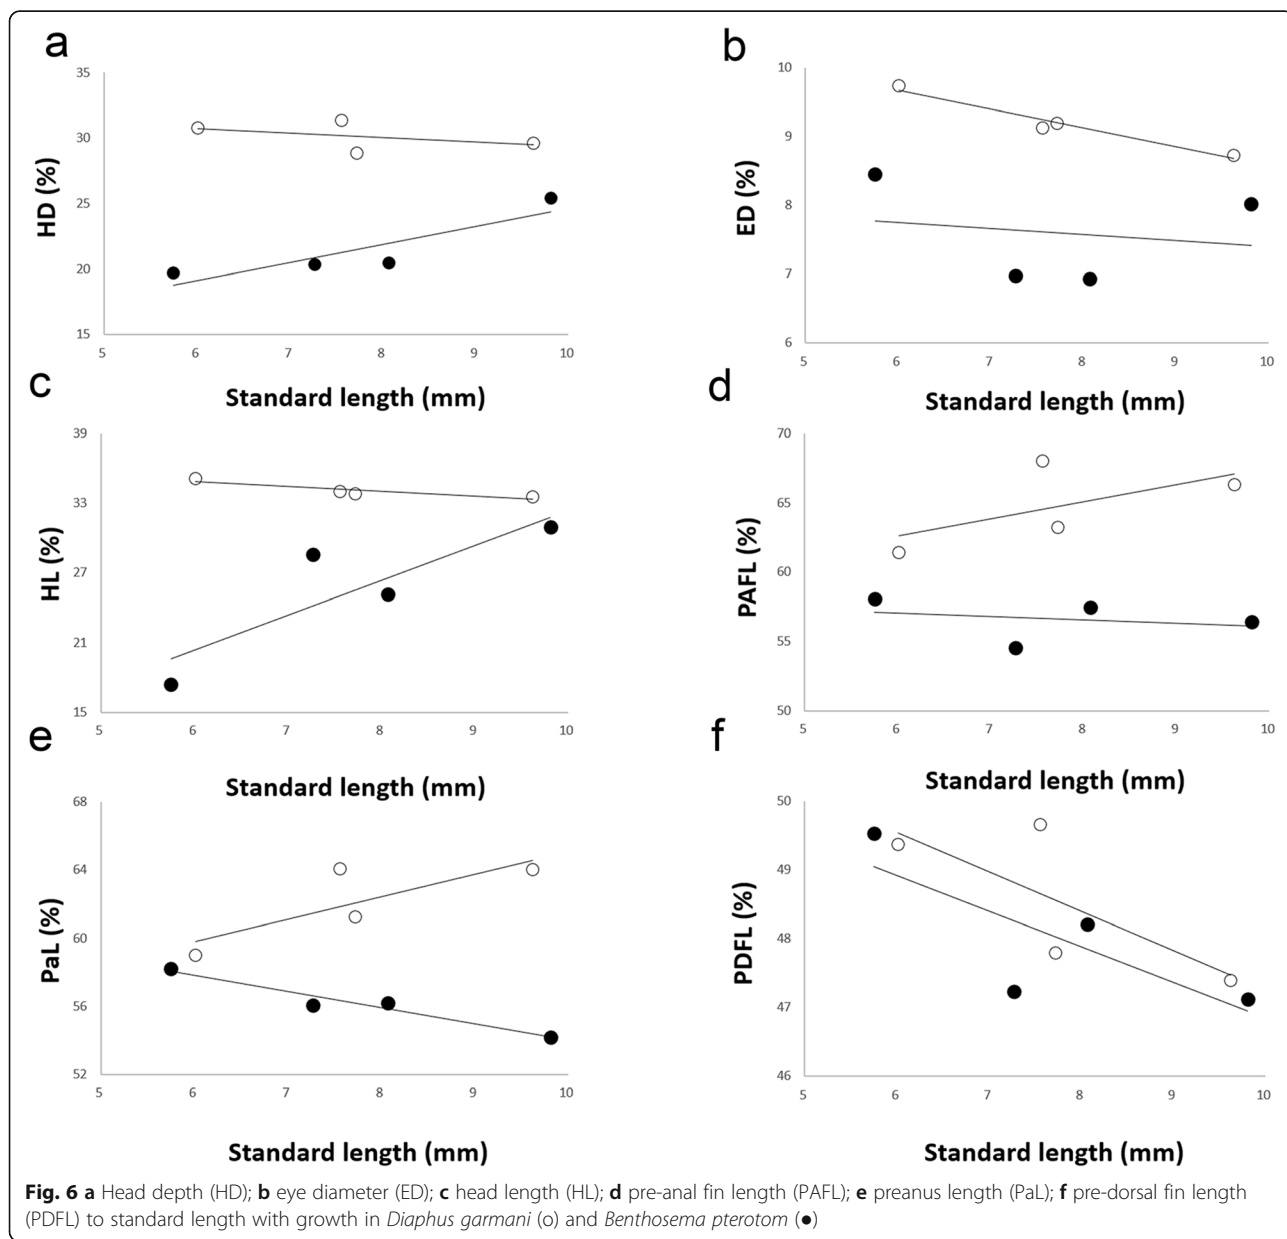 a
35
30
25
20
15
HD (%)
5 6 7 8 9 10
Standard length (mm)
b
10
9
8
7
6
ED (%)
5 6 7 8 9 10
Standard length (mm)
c
39
33
27
21
15
HL (%)
5 6 7 8 9 10
Standard length (mm)
d
70
65
60
55
50
PAFL (%)
5 6 7 8 9 10
Standard length (mm)
e
68
64
60
56
52
PaL (%)
5 6 7 8 9 10
Standard length (mm)
f
50
49
48
47
46
PDFL (%)
5 6 7 8 9 10
Standard length (mm)
Fig. 6 a Head depth (HD); b eye diameter (ED); c head length (HL); d pre-anal fin length (PAFL); e preanus length (PaL); f pre-dorsal fin length
(PDFL) to standard length with growth in Diaphus garmani (o) and Benthosema pterotom (●)